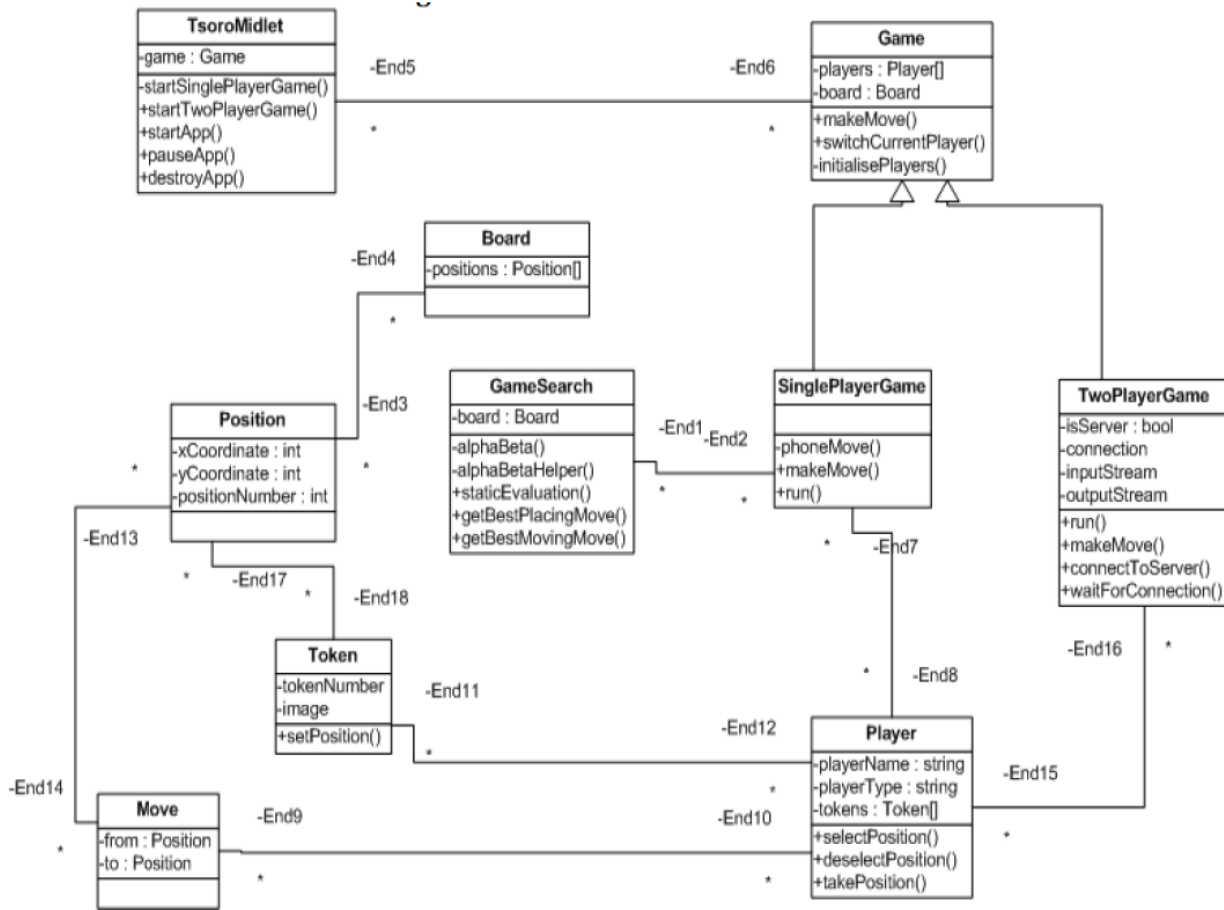 TsoroMidlet
-game : Game
-startSinglePlayerGame()
+startTwoPlayerGame()
+startApp()
+pauseApp()
+destroyApp()
-End5
*
-End6
*
Game
-players : Player[]
-board : Board
+makeMove()
+switchCurrentPlayer()
-initialisePlayers()
Board
-positions : Position[]
-End4
*
-End3
*
Position
-xCoordinate : int
-yCoordinate : int
-positionNumber : int
*
-End13
GameSearch
-board : Board
-alphaBeta()
-alphaBetaHelper()
+staticEvaluation()
+getBestPlacingMove()
+getBestMovingMove()
-End1
*
-End2
*
SinglePlayerGame
-phoneMove()
+makeMove()
+run()
*
-End7
TwoPlayerGame
-isServer : bool
-connection
-inputStream
-outputStream
+run()
+makeMove()
+connectToServer()
+waitForConnection()
-End16
*
*
-End17
*
-End18
Token
-tokenNumber
-image
+setPosition()
-End11
*
-End12
*
*
-End8
Player
-playerName : string
-playerType : string
-tokens : Token[]
+selectPosition()
+deselectPosition()
+takePosition()
-End15
*
-End14
*
Move
-from : Position
-to : Position
-End9
*
-End10
*